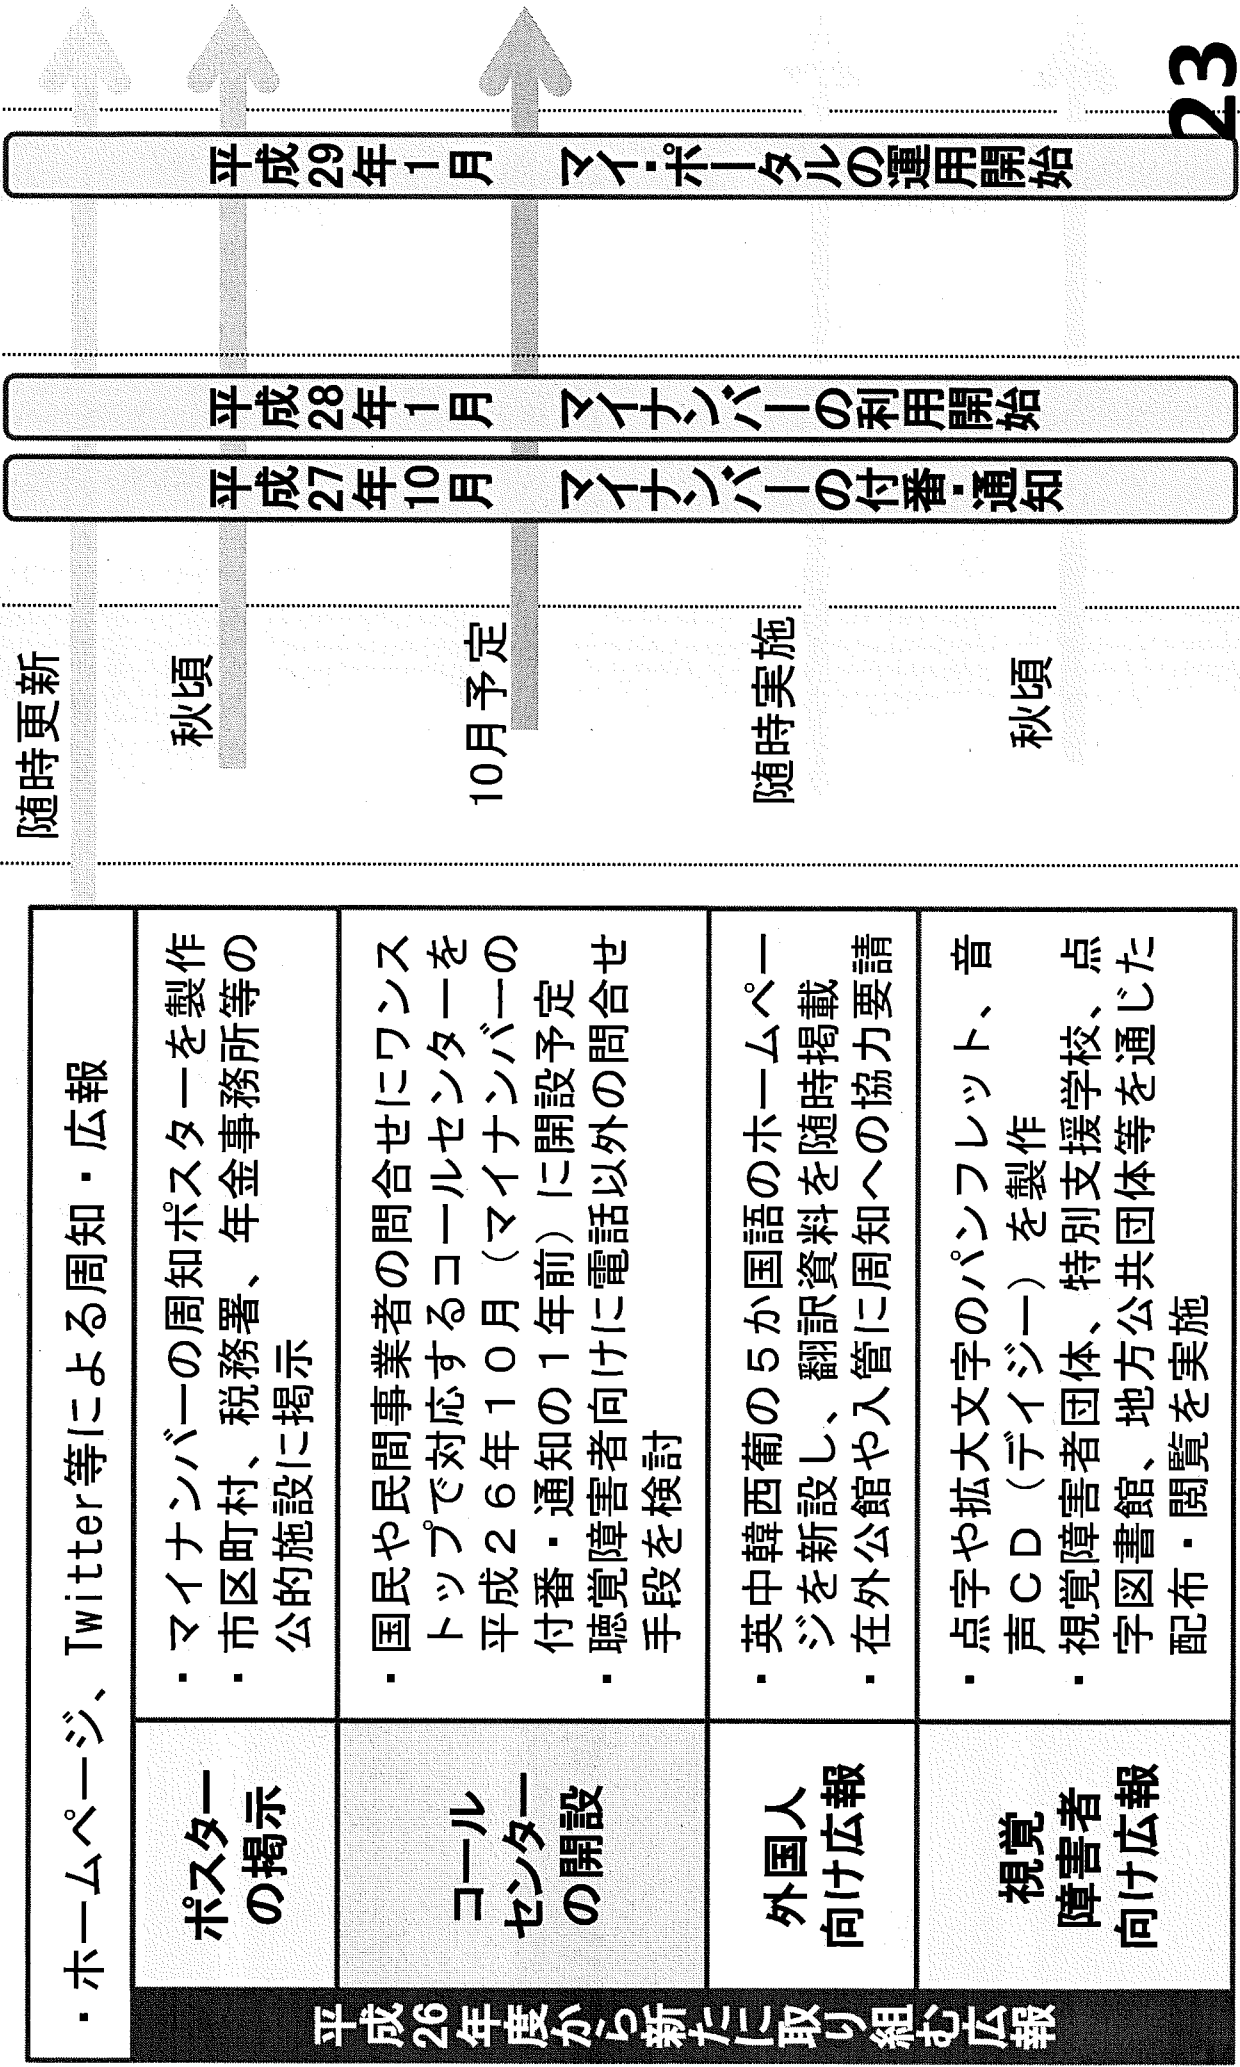 ・ホームページ、Twitter等による周知・広報
平成26年度から新たに取り組む広報
ポスター
の掲示
・マイナンバーの周知ポスターを製作
・市区町村、税務署、年金事務所等の
公的施設に掲示
コール
センター
の開設
・国民や民間事業者の問合せにワンス
トップで対応するコールセンターを
平成26年10月（マイナンバーの
付番・通知の1年前）に開設予定
・聴覚障害者向けに電話以外の問合せ
手段を検討
外国人
向け広報
・英中韓西葡の5か国語のホームペー
ジを新設し、翻訳資料を随時掲載
・在外公館や入管に周知への協力要請
視覚
障害者
向け広報
・点字や拡大文字のパンフレット、音
声CD（デイジー）を製作
・視覚障害者団体、特別支援学校、点
字図書館、地方公共団体等を通じた
配布・閲覧を実施
随時更新
秋頃
10月予定
随時実施
秋頃
平成27年10月　マイナンバーの付番・通知
平成28年1月　マイナンバーの利用開始
平成29年1月　マイ・ポータルの運用開始
23